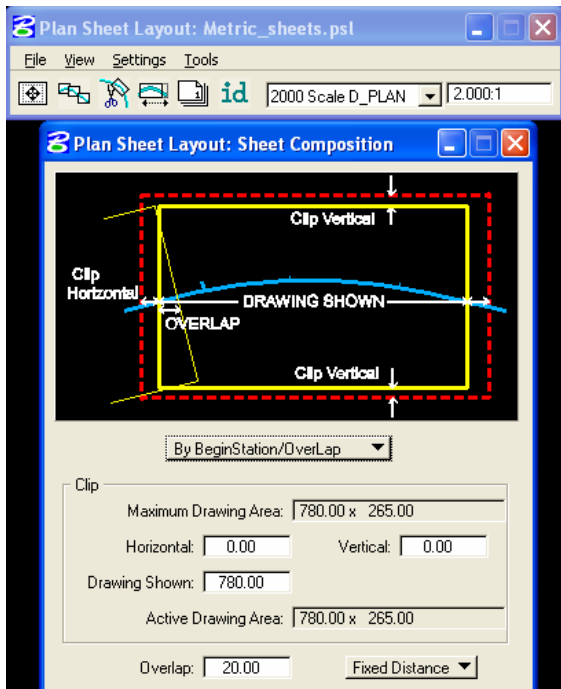 Plan Sheet Layout: Metric_sheets.psl
File View Settings Tools
id 2000 Scale D_PLAN 2.000:1
Plan Sheet Layout: Sheet Composition
Clip Vertical
Clip
Horizontal
DRAWING SHOWN
OVERLAP
Clip Vertical
By BeginStation/OverLap
Clip
Maximum Drawing Area: 780.00 x 265.00
Horizontal: 0.00 Vertical: 0.00
Drawing Shown: 780.00
Active Drawing Area: 780.00 x 265.00
Overlap: 20.00 Fixed Distance